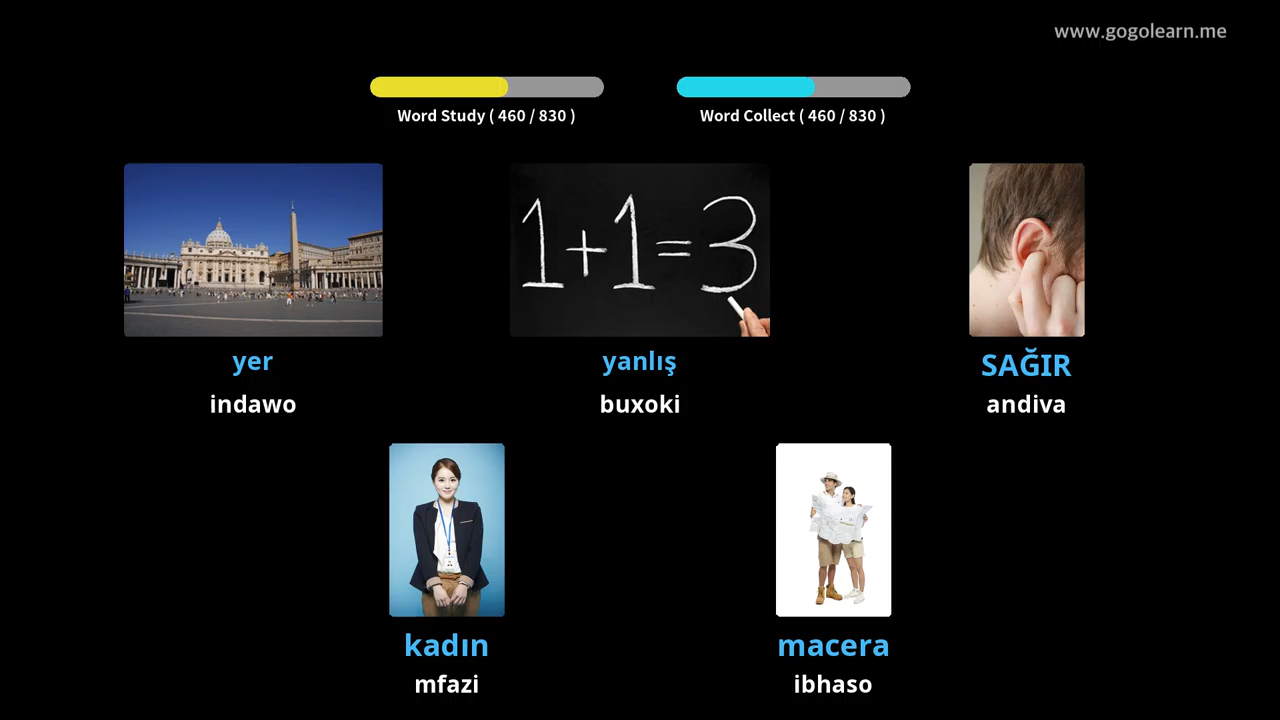 www.gogolearn.me
Word Study ( 460 / 830 )
Word Collect ( 460 / 830 )
1+1=3
yer
yanlış
SAĞIR
indawo
buxoki
andiva
kadın
macera
mfazi
ibhaso